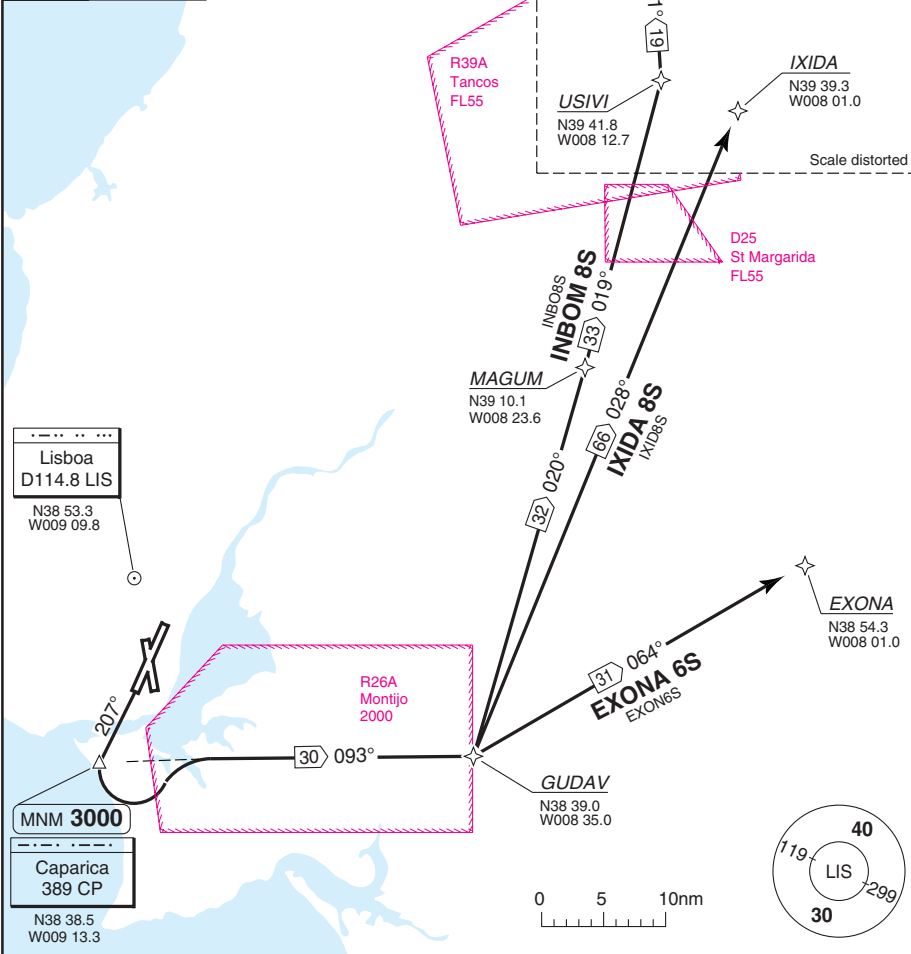 1°
19
R39A
Tancos
FL55
IXIDA
N39 39.3
W008 01.0
USIVI
N39 41.8
W008 12.7
Scale distorted
D25
St Margarida
FL55
INBO8S
INBOM 8S
33 019°
MAGUM
N39 10.1
W008 23.6
66 028°
IXIDA 8S
IXID8S
32 020°
Lisboa
D114.8 LIS
N38 53.3
W009 09.8
EXONA
N38 54.3
W008 01.0
31 064°
EXONA 6S
EXON6S
R26A
Montijo
2000
207°
30 093°
GUDAV
N38 39.0
W008 35.0
MNM 3000
Caparica
389 CP
N38 38.5
W009 13.3
0 5 10nm
40
119
LIS
299
30